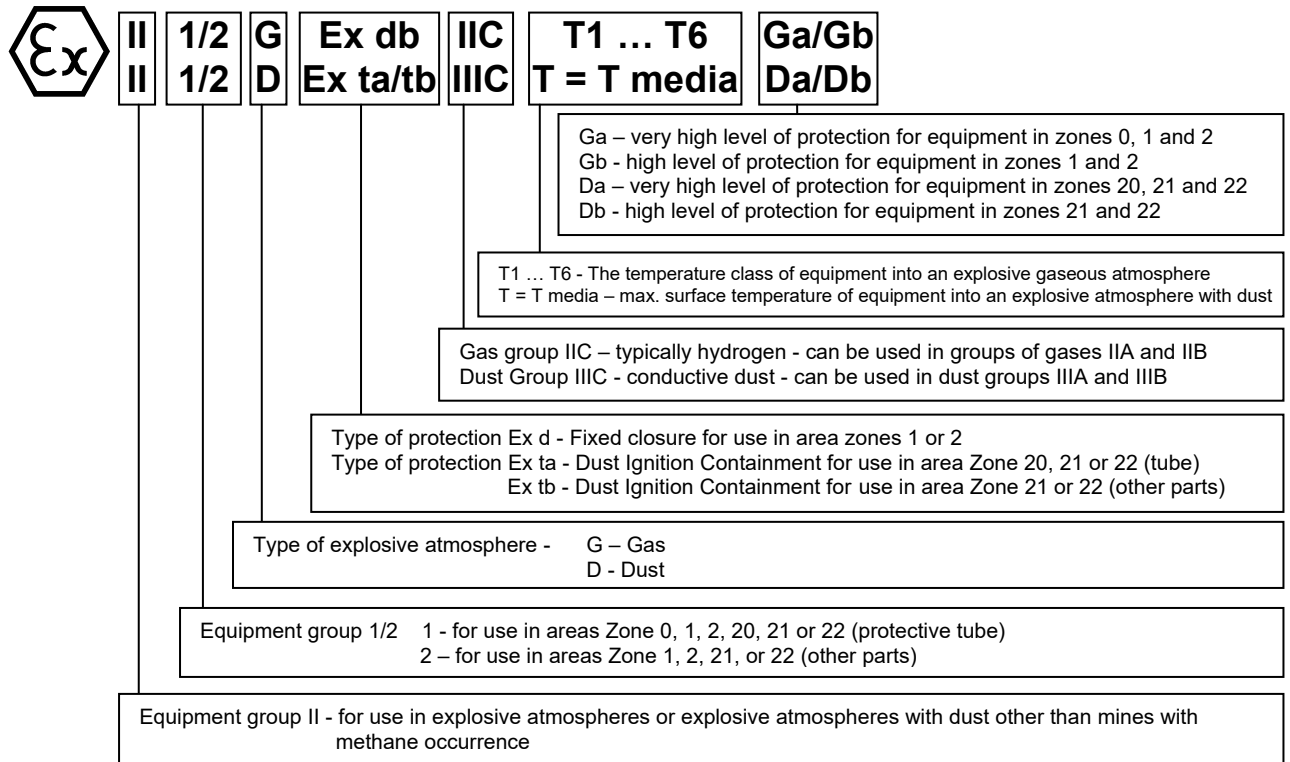 Ex II 1/2 G Ex db IIC T1 … T6 Ga/Gb
II 1/2 D Ex ta/tb IIIC T = T media Da/Db
Ga – very high level of protection for equipment in zones 0, 1 and 2
Gb - high level of protection for equipment in zones 1 and 2
Da – very high level of protection for equipment in zones 20, 21 and 22
Db - high level of protection for equipment in zones 21 and 22
T1 … T6 - The temperature class of equipment into an explosive gaseous atmosphere
T = T media – max. surface temperature of equipment into an explosive atmosphere with dust
Gas group IIC – typically hydrogen - can be used in groups of gases IIA and IIB
Dust Group IIIC - conductive dust - can be used in dust groups IIIA and IIIB
Type of protection Ex d - Fixed closure for use in area zones 1 or 2
Type of protection Ex ta - Dust Ignition Containment for use in area Zone 20, 21 or 22 (tube)
Ex tb - Dust Ignition Containment for use in area Zone 21 or 22 (other parts)
Type of explosive atmosphere - G – Gas
D - Dust
Equipment group 1/2 1 - for use in areas Zone 0, 1, 2, 20, 21 or 22 (protective tube)
2 – for use in areas Zone 1, 2, 21, or 22 (other parts)
Equipment group II - for use in explosive atmospheres or explosive atmospheres with dust other than mines with
methane occurrence